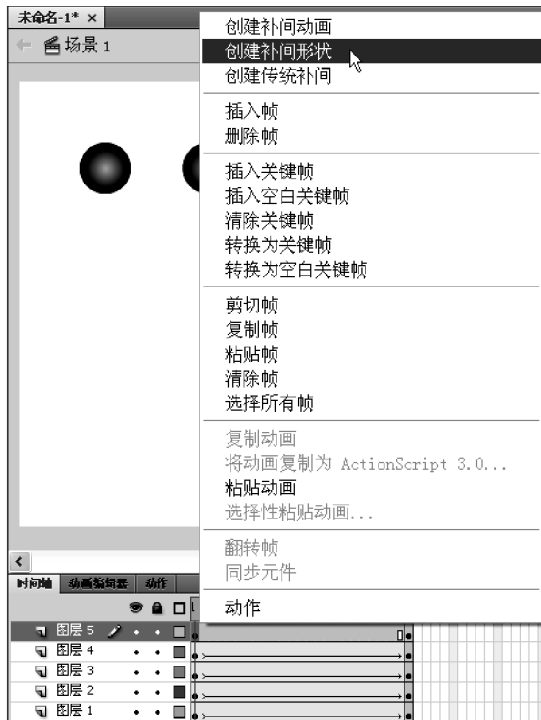 未命名-1* ×
场景 1
创建补间动画
创建补间形状
创建传统补间
插入帧
删除帧
插入关键帧
插入空白关键帧
清除关键帧
转换为关键帧
转换为空白关键帧
剪切帧
复制帧
粘贴帧
清除帧
选择所有帧
复制动画
将动画复制为 ActionScript 3.0...
粘贴动画
选择性粘贴动画...
翻转帧
同步元件
动作
时间轴 动画编辑器 动作
图层 5
图层 4
图层 3
图层 2
图层 1